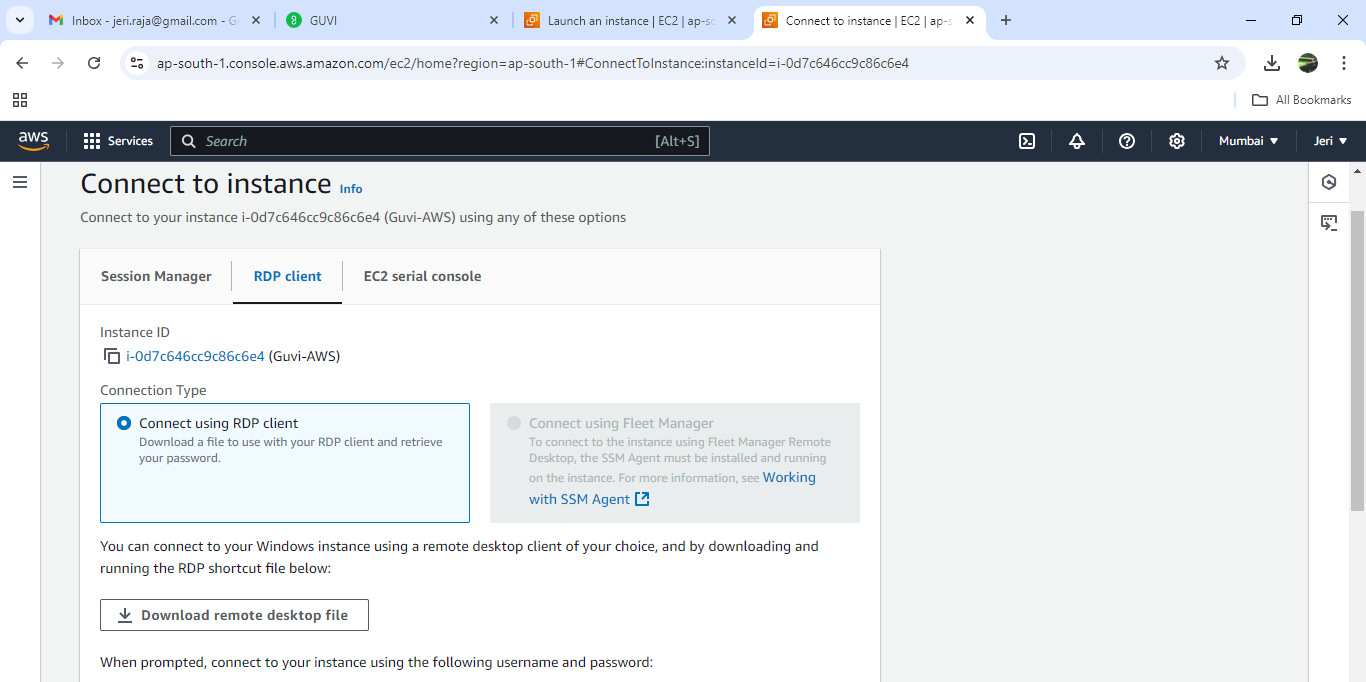 Inbox - jeri.raja@gmail.com - G
GUVI
Launch an instance | EC2 | ap-s
Connect to instance | EC2 | ap-s
ap-south-1.console.aws.amazon.com/ec2/home?region=ap-south-1#ConnectToInstance:instanceId=i-0d7c646cc9c86c6e4
All Bookmarks
aws
Services
Search
[Alt+S]
Mumbai
Jeri
Connect to instance Info
Connect to your instance i-0d7c646cc9c86c6e4 (Guvi-AWS) using any of these options
Session Manager
RDP client
EC2 serial console
Instance ID
i-0d7c646cc9c86c6e4 (Guvi-AWS)
Connection Type
Connect using RDP client
Download a file to use with your RDP client and retrieve
your password.
Connect using Fleet Manager
To connect to the instance using Fleet Manager Remote
Desktop, the SSM Agent must be installed and running
on the instance. For more information, see Working
with SSM Agent
You can connect to your Windows instance using a remote desktop client of your choice, and by downloading and
running the RDP shortcut file below:
Download remote desktop file
When prompted, connect to your instance using the following username and password: